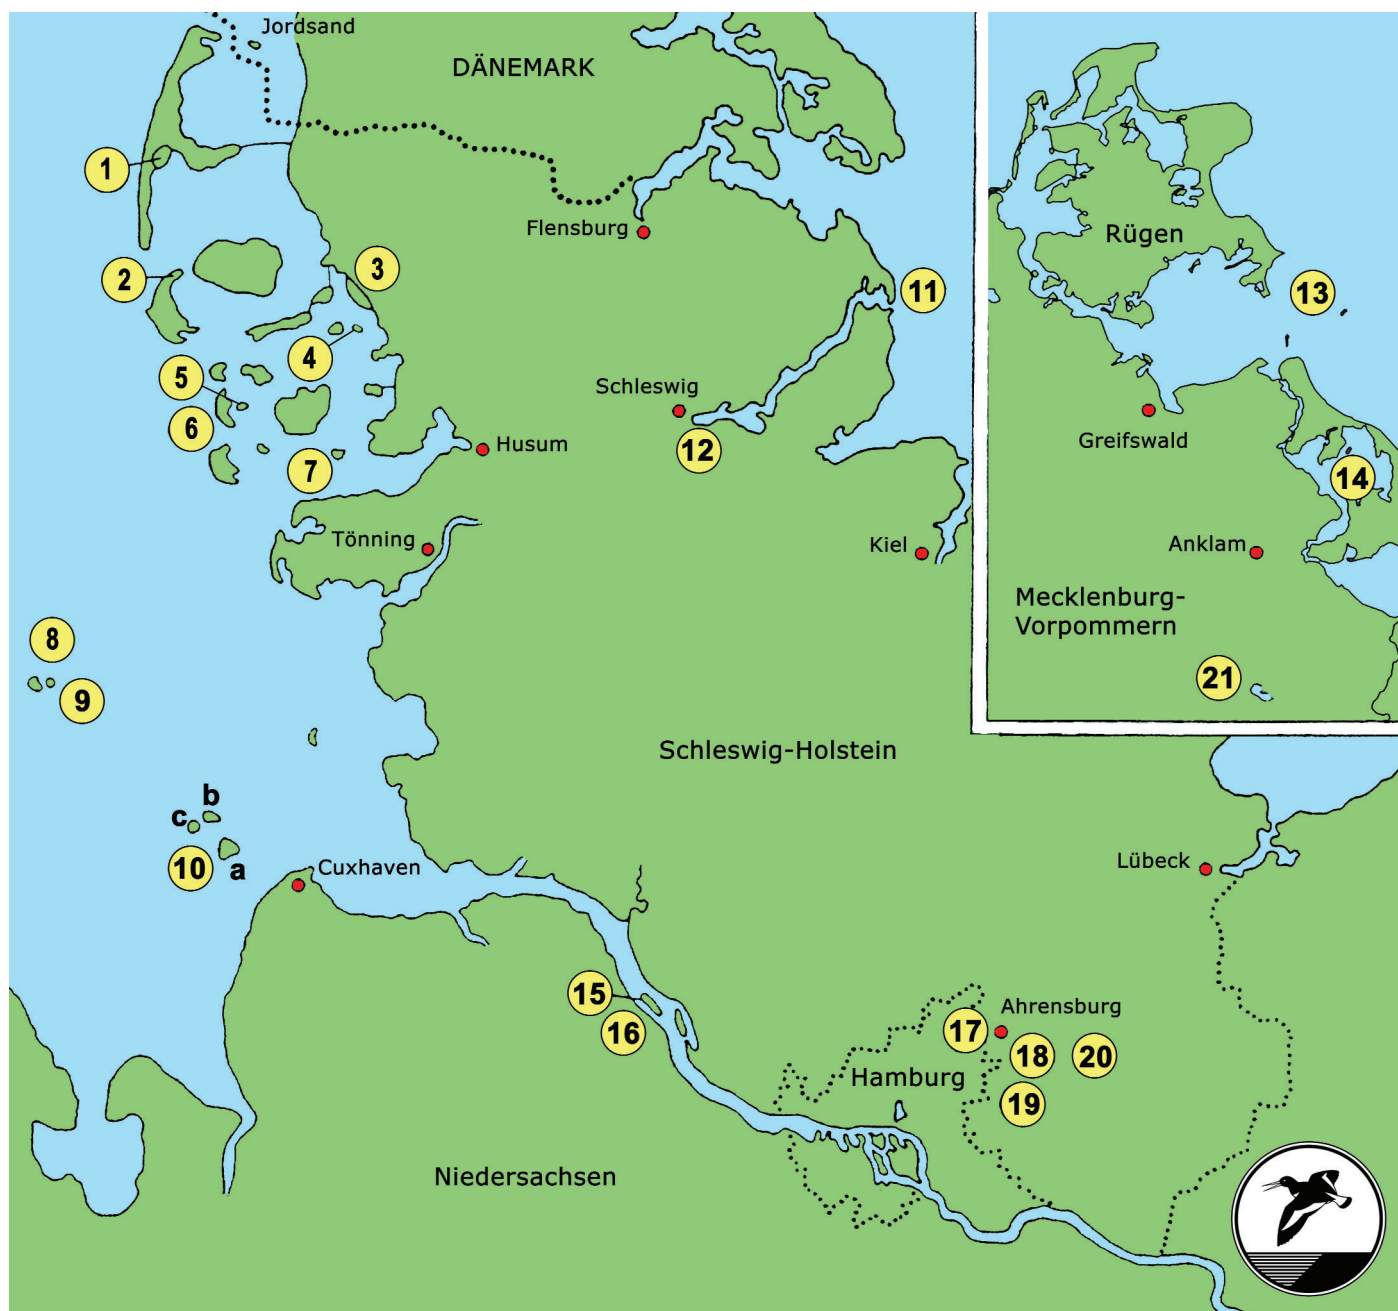 Jordsand
DÄNEMARK
1
Flensburg
Rügen
2
3
11
13
4
5
Schleswig
6
12
Husum
7
Greifswald
14
Tönning
Kiel
Anklam
Mecklenburg-
Vorpommern
8
9
21
Schleswig-Holstein
b
c
10
a
Cuxhaven
Lübeck
15
16
17
Ahrensburg
18
20
Hamburg
19
Niedersachsen